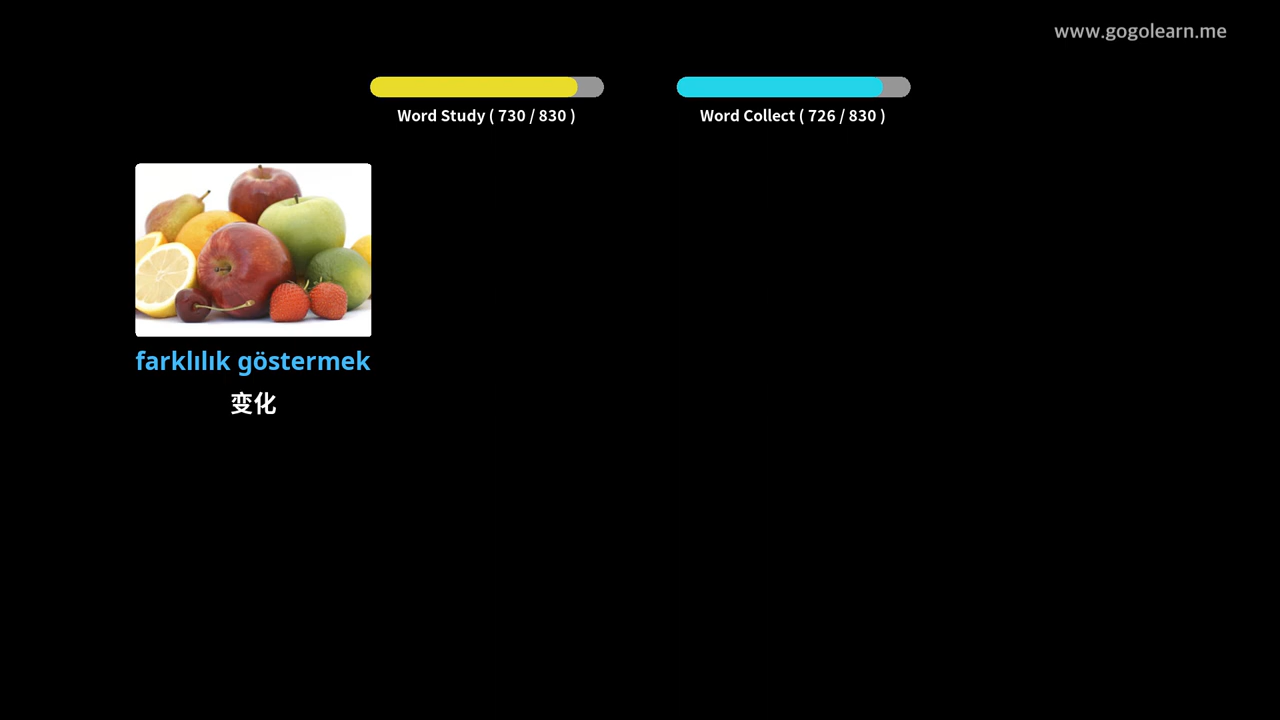 www.gogolearn.me
Word Study ( 730 / 830 )
Word Collect ( 726 / 830 )
farklılık göstermek
变化